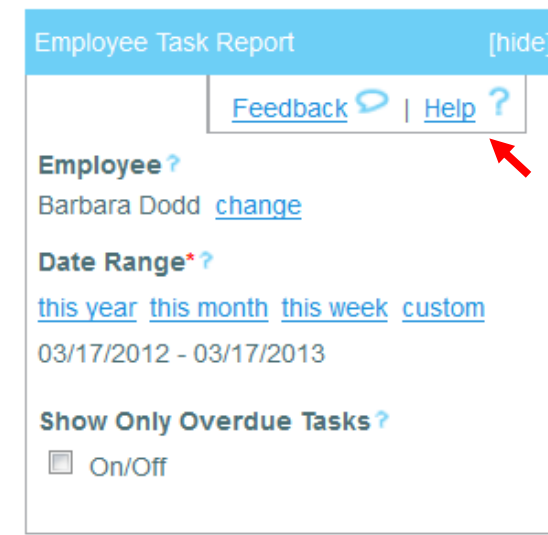 Employee Task Report [hide]
Feedback | Help ?
Employee ?
Barbara Dodd change
Date Range* ?
this year this month this week custom
03/17/2012 - 03/17/2013
Show Only Overdue Tasks ?
On/Off